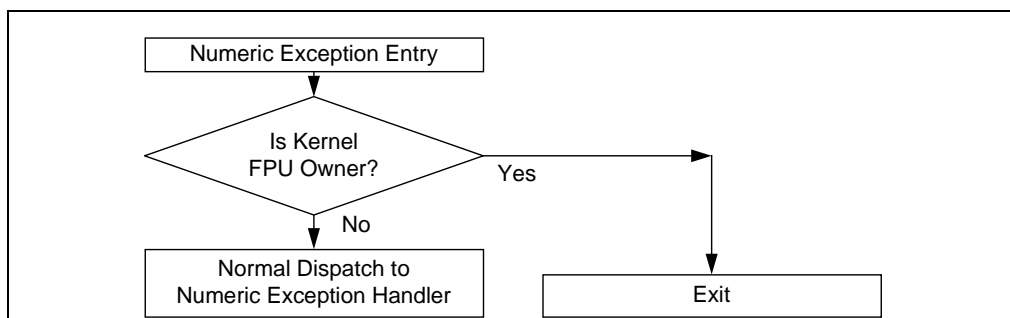 Numeric Exception Entry
Is Kernel
FPU Owner?
Yes
No
Normal Dispatch to
Numeric Exception Handler
Exit